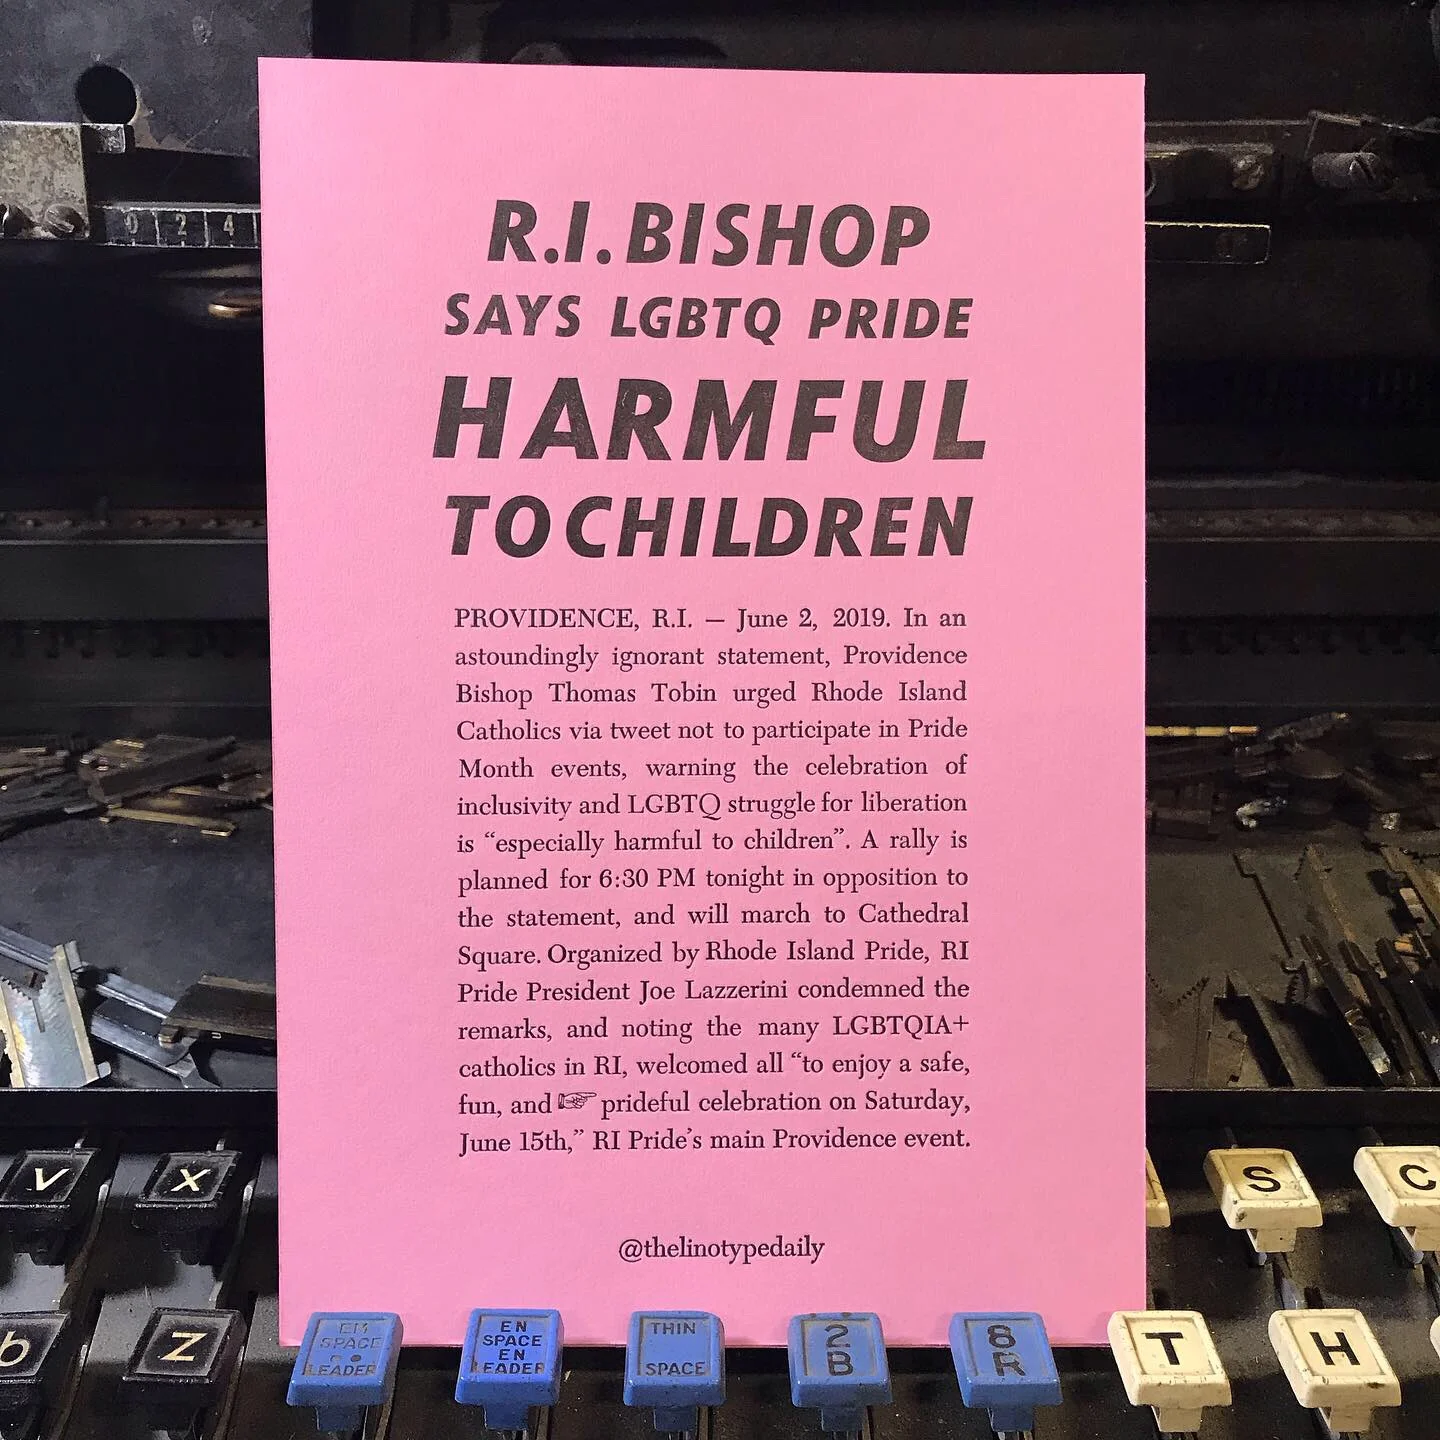 0 2 4
R.I. BISHOP
SAYS LGBTQ PRIDE
HARMFUL
TO CHILDREN
PROVIDENCE, R.I. — June 2, 2019. In an
astoundingly ignorant statement, Providence
Bishop Thomas Tobin urged Rhode Island
Catholics via tweet not to participate in Pride
Month events, warning the celebration of
inclusivity and LGBTQ struggle for liberation
is “especially harmful to children”. A rally is
planned for 6:30 PM tonight in opposition to
the statement, and will march to Cathedral
Square. Organized by Rhode Island Pride, RI
Pride President Joe Lazzerini condemned the
remarks, and noting the many LGBTQIA+
catholics in RI, welcomed all “to enjoy a safe,
fun, and ☞ prideful celebration on Saturday,
June 15th,” RI Pride’s main Providence event.
@thelinotypedaily
v x S C
b z
EM
SPACE
LEADER
EN
SPACE
EN
LEADER
THIN
SPACE
2
B
8
R
T H